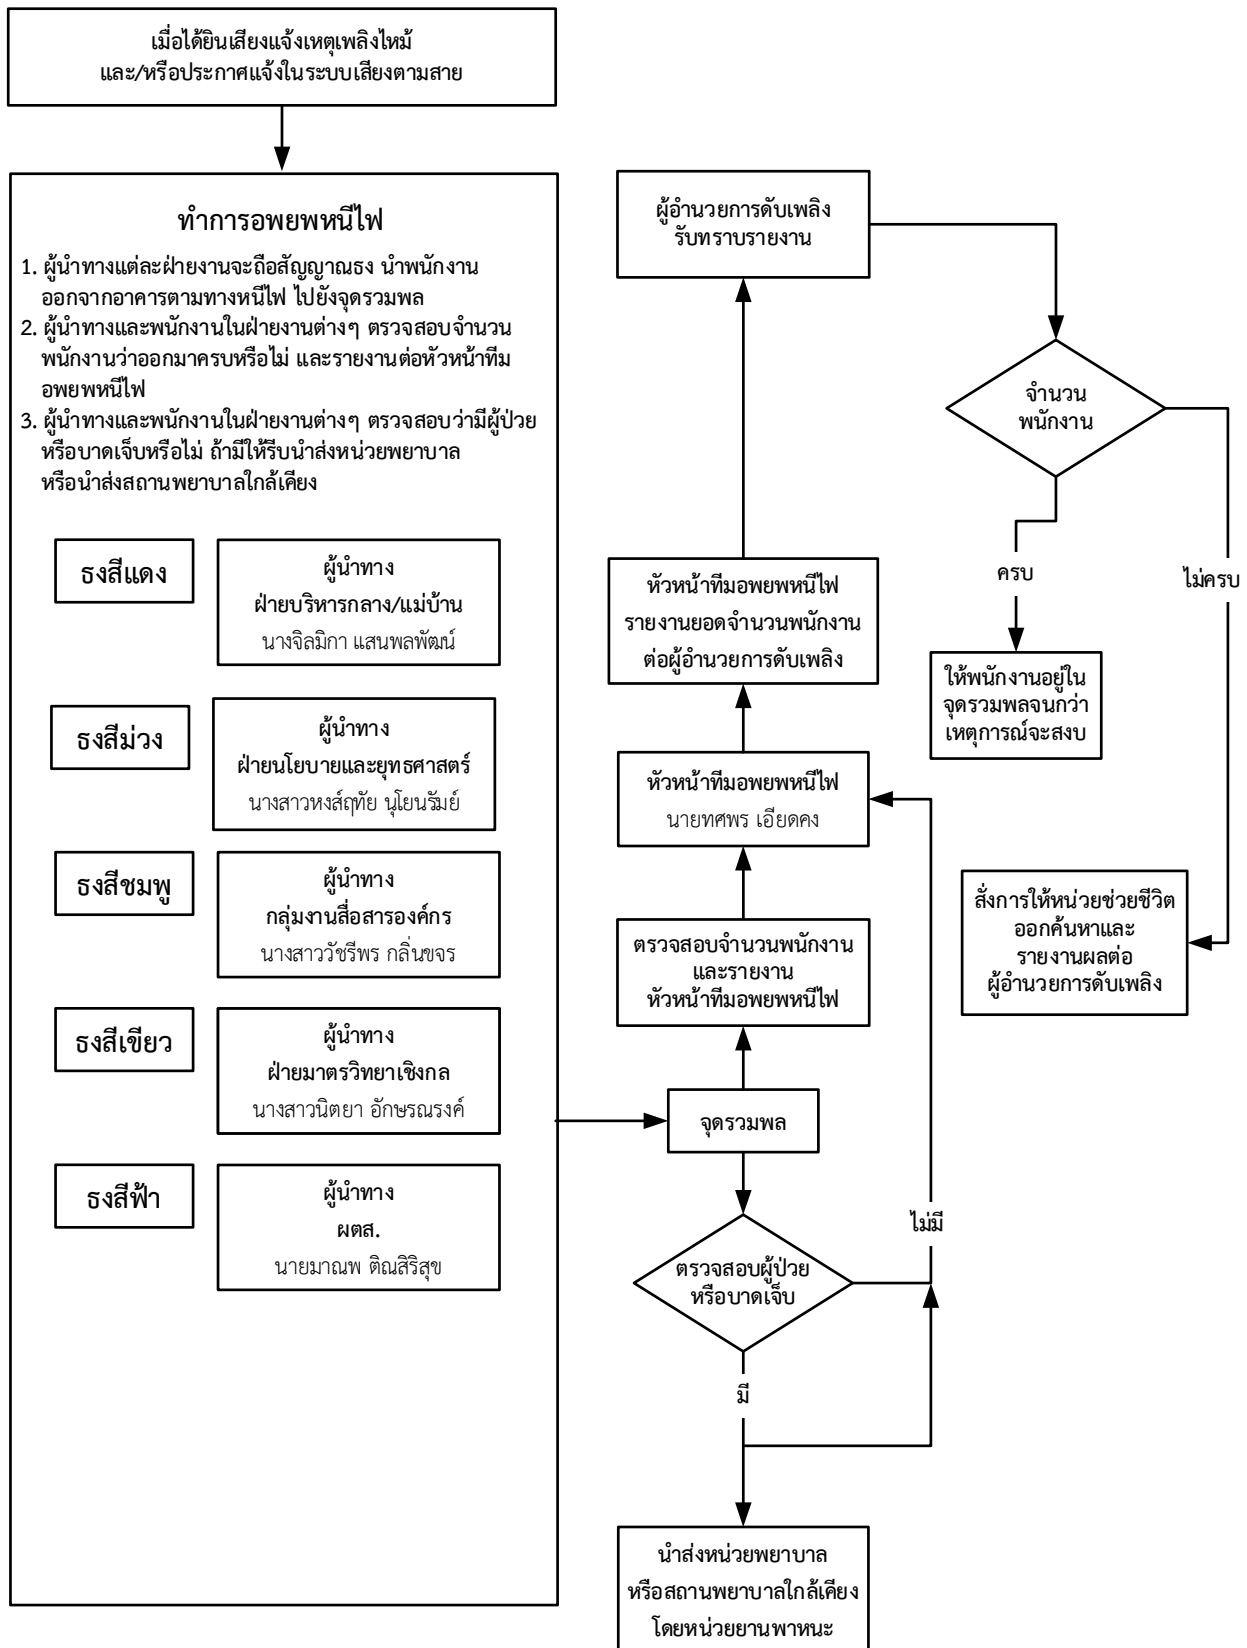 เมื่อได้ยินเสียงแจ้งเหตุเพลิงไหม้
และ/หรือประกาศแจ้งในระบบเสียงตามสาย
ทำการอพยพหนีไฟ
1. ผู้นำทางแต่ละฝ่ายงานจะถือสัญญาณธง นำพนักงาน
ออกจากอาคารตามทางหนีไฟ ไปยังจุดรวมพล
2. ผู้นำทางและพนักงานในฝ่ายงานต่างๆ ตรวจสอบจำนวน
พนักงานว่าออกมาครบหรือไม่ และรายงานต่อหัวหน้าทีม
อพยพหนีไฟ
3. ผู้นำทางและพนักงานในฝ่ายงานต่างๆ ตรวจสอบว่ามีผู้ป่วย
หรือบาดเจ็บหรือไม่ ถ้ามีให้รีบนำส่งหน่วยพยาบาล
หรือนำส่งสถานพยาบาลใกล้เคียง
ธงสีแดง
ผู้นำทาง
ฝ่ายบริหารกลาง/แม่บ้าน
นางจิลมิกา แสนพลพัฒน์
ธงสีม่วง
ผู้นำทาง
ฝ่ายนโยบายและยุทธศาสตร์
นางสาวหงส์ฤทัย นุโยนรัมย์
ธงสีชมพู
ผู้นำทาง
กลุ่มงานสื่อสารองค์กร
นางสาววัชรีพร กลิ่นขจร
ธงสีเขียว
ผู้นำทาง
ฝ่ายมาตรวิทยาเชิงกล
นางสาวนิตยา อักษรณรงค์
ธงสีฟ้า
ผู้นำทาง
ผตส.
นายมาณพ ติณสิริสุข
ผู้อำนวยการดับเพลิง
รับทราบรายงาน
จำนวน
พนักงาน
ครบ
ไม่ครบ
หัวหน้าทีมอพยพหนีไฟ
รายงานยอดจำนวนพนักงาน
ต่อผู้อำนวยการดับเพลิง
ให้พนักงานอยู่ใน
จุดรวมพลจนกว่า
เหตุการณ์จะสงบ
หัวหน้าทีมอพยพหนีไฟ
นายทศพร เอียดคง
สั่งการให้หน่วยช่วยชีวิต
ออกค้นหาและ
รายงานผลต่อ
ผู้อำนวยการดับเพลิง
ตรวจสอบจำนวนพนักงาน
และรายงาน
หัวหน้าทีมอพยพหนีไฟ
จุดรวมพล
ไม่มี
ตรวจสอบผู้ป่วย
หรือบาดเจ็บ
มี
นำส่งหน่วยพยาบาล
หรือสถานพยาบาลใกล้เคียง
โดยหน่วยยานพาหนะ